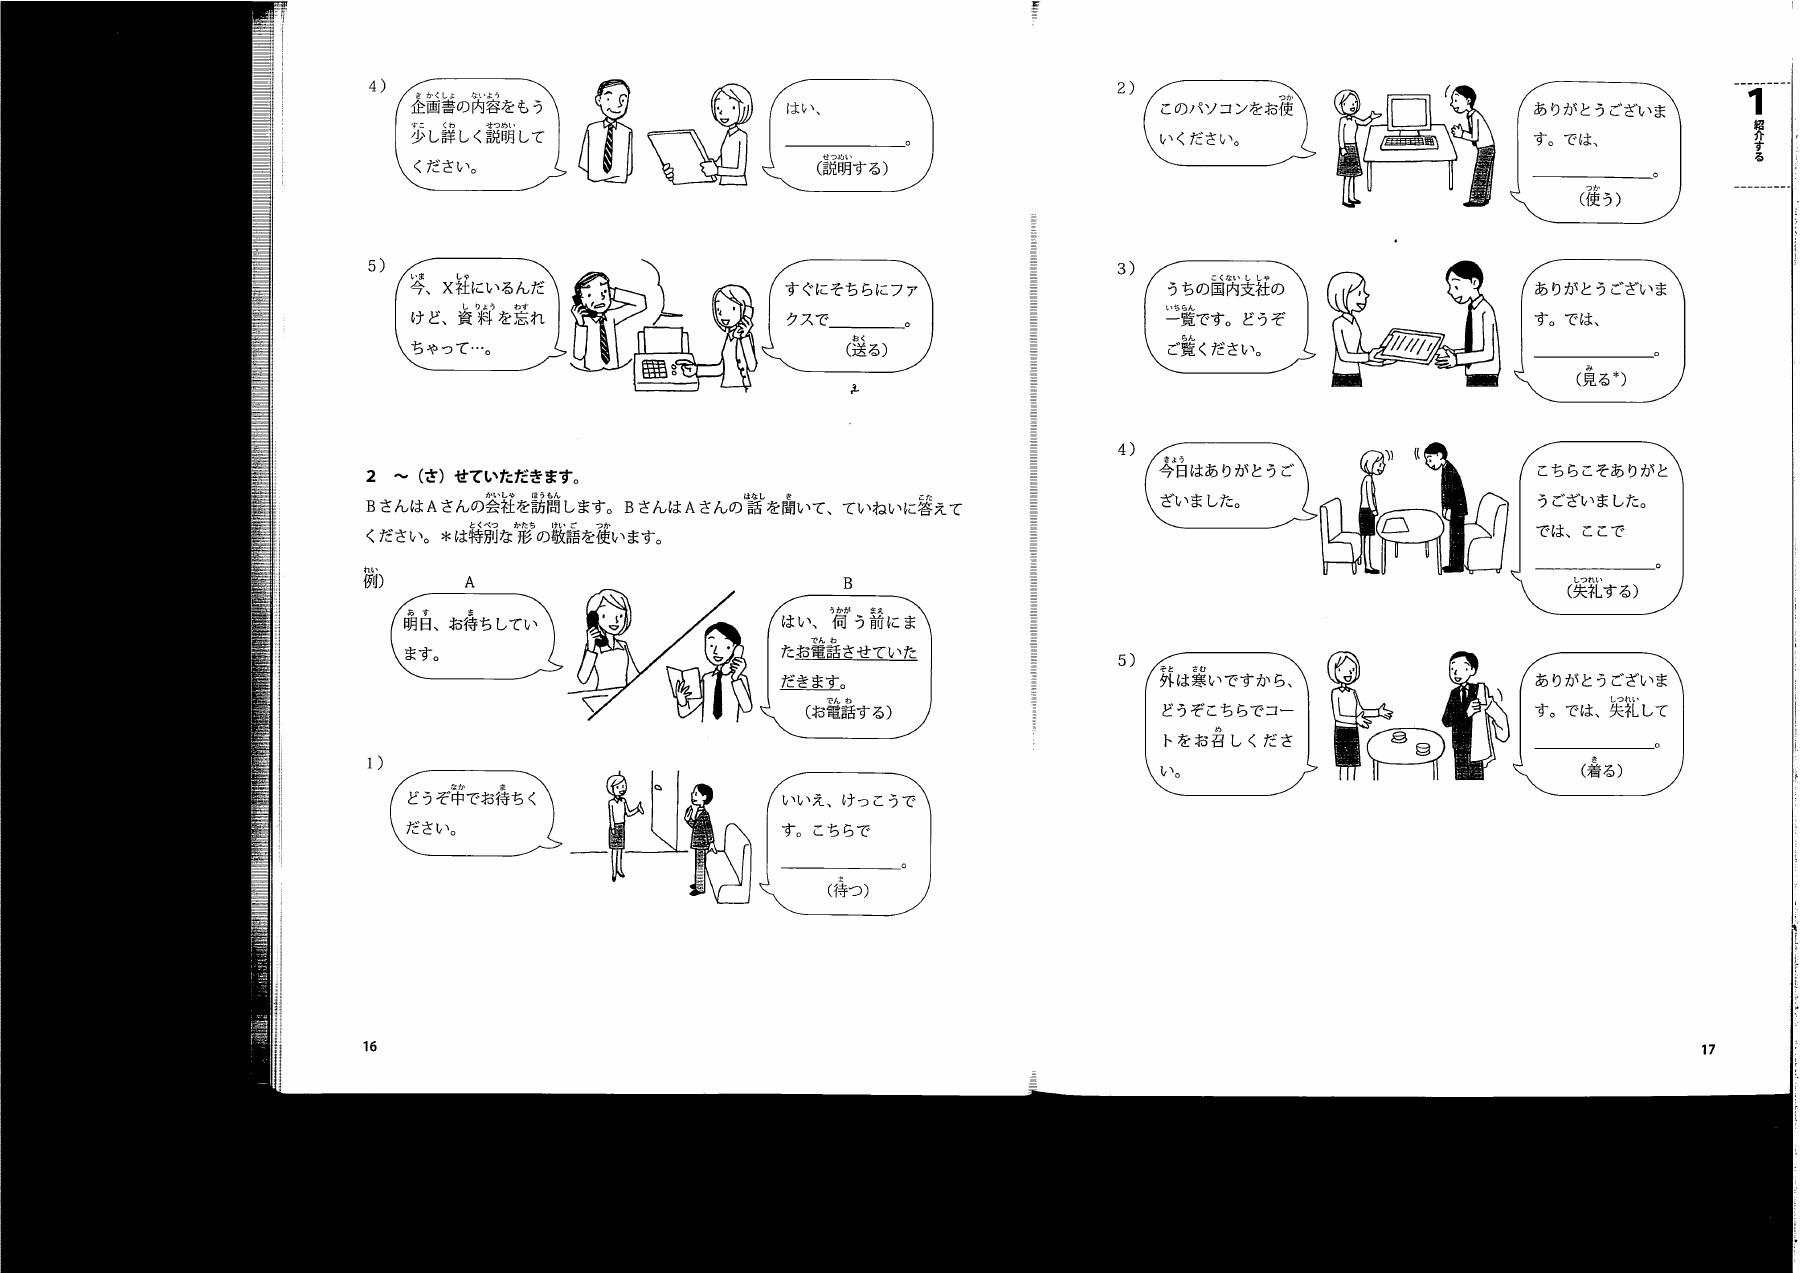 4）
企画書の内容をもう
少し詳しく説明して
ください。
はい、
＿＿＿＿＿＿＿＿。
（説明する）
5）
今、X社にいるんだ
けど、資料を忘れ
ちゃって…。
すぐにそちらにファ
クスで＿＿＿＿＿。
（送る）
2　～（さ）せていただきます。
BさんはAさんの会社を訪問します。BさんはAさんの話を聞いて、ていねいに答えて
ください。＊は特別な形の敬語を使います。
例）
A
B
明日、お待ちしてい
ます。
はい、伺う前にま
たお電話させていた
だきます。
（お電話する）
1）
どうぞ中でお待ちく
ださい。
いいえ、けっこうで
す。こちらで
＿＿＿＿＿＿＿＿。
（待つ）
16
2）
このパソコンをお使
いください。
ありがとうございま
す。では、
＿＿＿＿＿＿＿＿。
（使う）
3）
うちの国内支社の
一覧です。どうぞ
ご覧ください。
ありがとうございま
す。では、
＿＿＿＿＿＿＿＿。
（見る＊）
4）
今日はありがとうご
ざいました。
こちらこそありがと
うございました。
では、ここで
＿＿＿＿＿＿＿＿。
（失礼する）
5）
外は寒いですから、
どうぞこちらでコー
トをお召しくださ
い。
ありがとうございま
す。では、失礼して
＿＿＿＿＿＿＿＿。
（着る）
1
紹介する
17